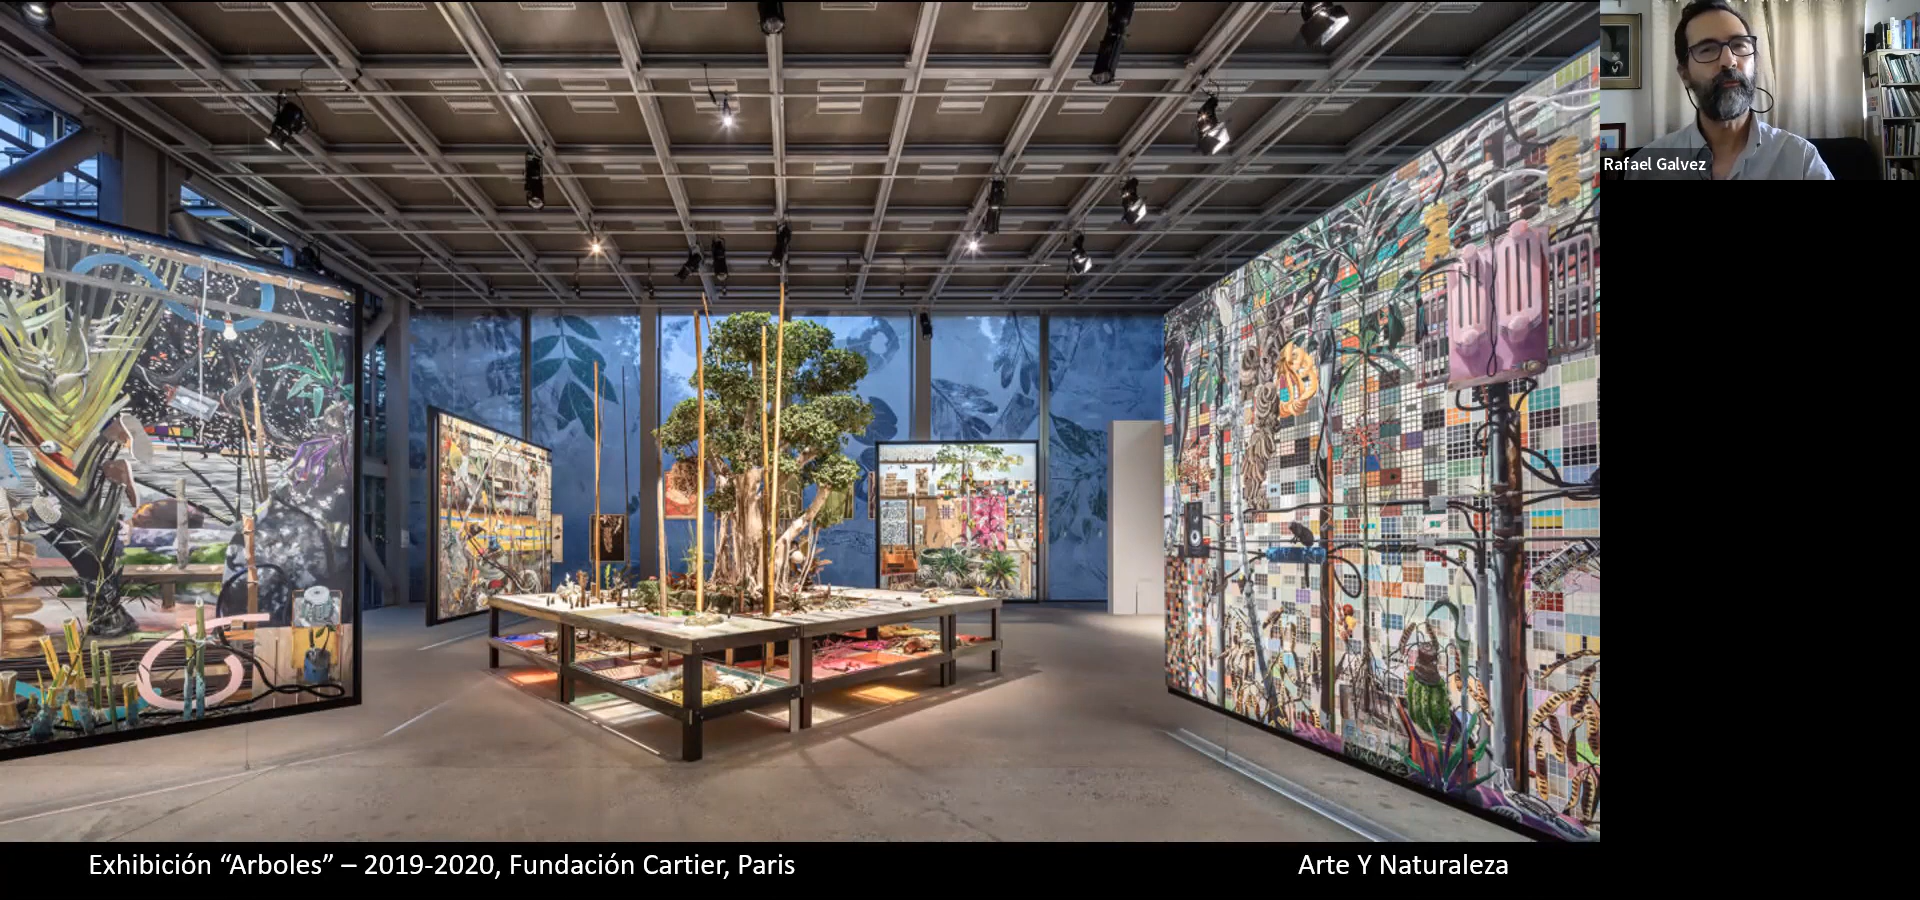 Rafael Galvez
Exhibición “Arboles” – 2019-2020, Fundación Cartier, Paris
Arte Y Naturaleza